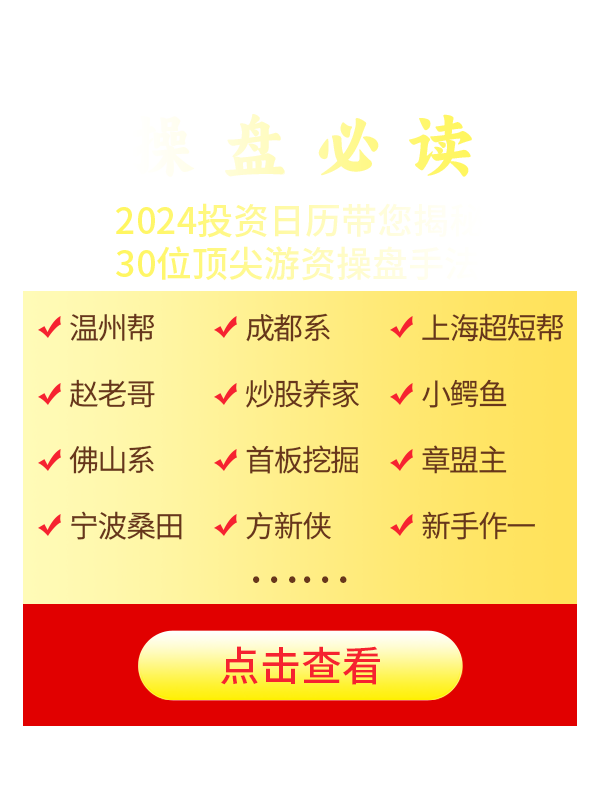 操盘必读
2024投资日历带您揭秘
30位顶尖游资操盘手法
温州帮 成都系 上海超短帮
赵老哥 炒股养家 小鳄鱼
佛山系 首板挖掘 章盟主
宁波桑田 方新侠 新手作一
••••••
点击查看